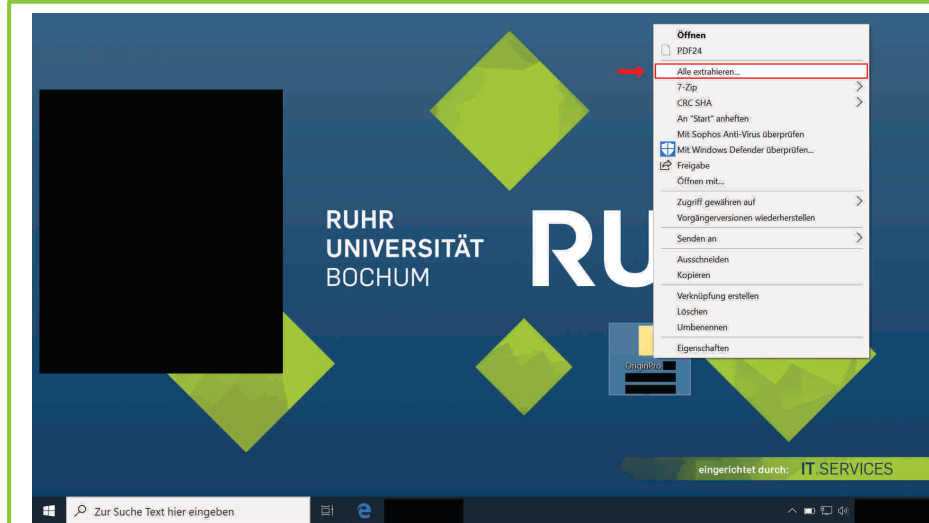 Öffnen
PDF24
Alle extrahieren...
7-Zip
CRC SHA
An "Start" anheften
Mit Sophos Anti-Virus überprüfen
Mit Windows Defender überprüfen...
Freigabe
Öffnen mit...
Zugriff gewähren auf
Vorgängerversionen wiederherstellen
Senden an
Ausschneiden
Kopieren
Verknüpfung erstellen
Löschen
Umbenennen
Eigenschaften
RUHR
UNIVERSITÄT
BOCHUM
RU
OriginPro
eingerichtet durch: IT.SERVICES
Zur Suche Text hier eingeben